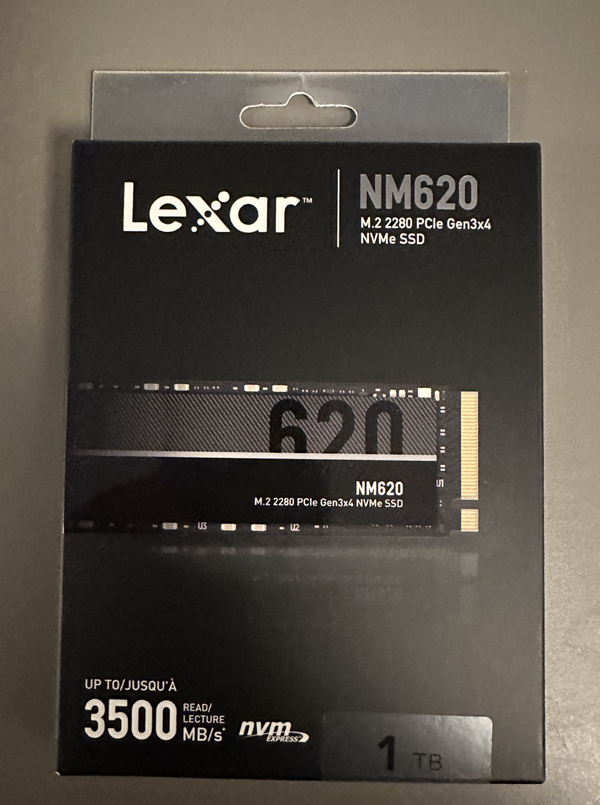 Lexar™
NM620
M.2 2280 PCIe Gen3x4
NVMe SSD
620
NM620
M.2 2280 PCIe Gen3x4 NVMe SSD
U1
U3
U2
UP TO/JUSQU'À
3500
READ/
LECTURE
MB/s*
nvm
EXPRESS
1 TB